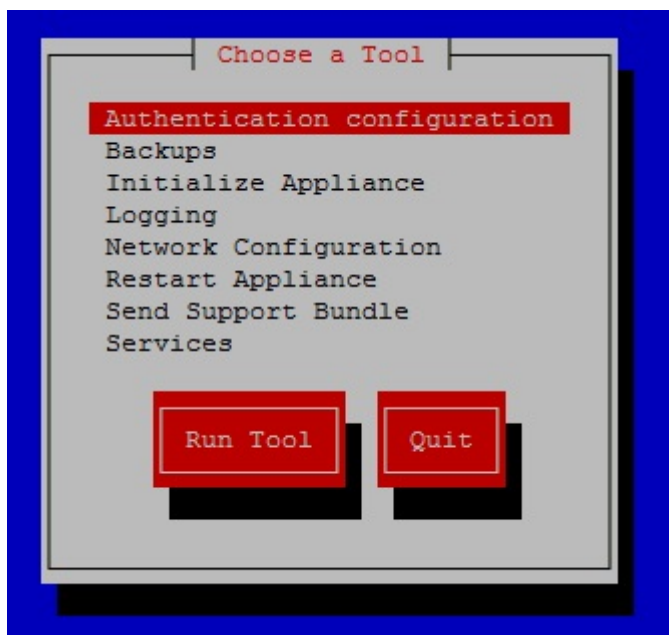 Choose a Tool
Authentication configuration
Backups
Initialize Appliance
Logging
Network Configuration
Restart Appliance
Send Support Bundle
Services
Run Tool Quit